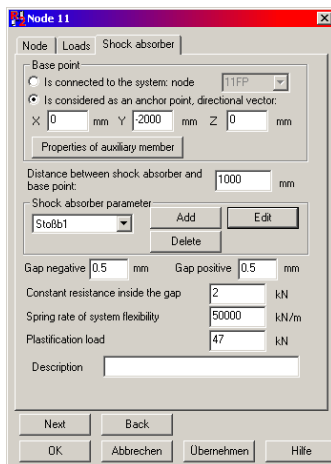 Node 11
Node Loads Shock absorber
Base point
Is connected to the system: node 11FP
Is considered as an anchor point, directional vector:
X 0 mm Y -2000 mm Z 0 mm
Properties of auxiliary member
Distance between shock absorber and
base point: 1000 mm
Shock absorber parameter
Stoßb1 Add Edit
Delete
Gap negative 0.5 mm Gap positive 0.5 mm
Constant resistance inside the gap 2 kN
Spring rate of system flexibility 50000 kN/m
Plastification load 47 kN
Description
Next Back
OK Abbrechen Übernehmen Hilfe